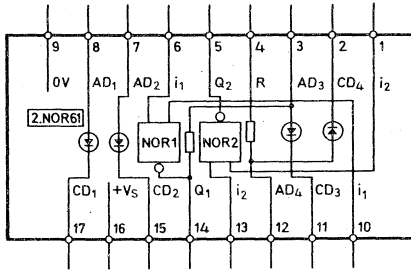 9 8 7 6 5 4 3 2 1
0V AD₁ AD₂ i₁ Q₂ R AD₃ CD₄ i₂
2.NOR61
NOR1 NOR2
CD₁ +Vₛ CD₂ Q₁ i₂ AD₄ CD₃ i₁
17 16 15 14 13 12 11 10